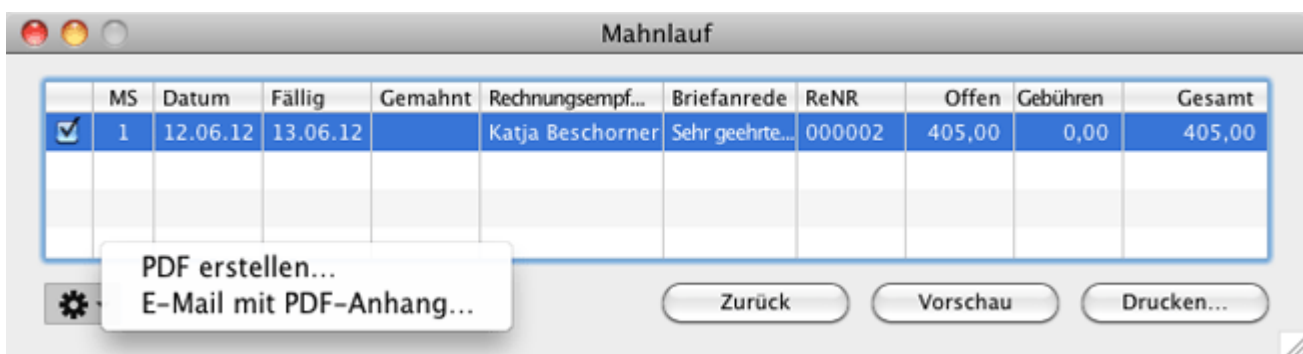 Mahnlauf
MS Datum Fällig Gemahnt Rechnungsempf... Briefanrede ReNR Offen Gebühren Gesamt
1 12.06.12 13.06.12 Katja Beschorner Sehr geehrte... 000002 405,00 0,00 405,00
PDF erstellen...
E-Mail mit PDF-Anhang...
Zurück Vorschau Drucken...